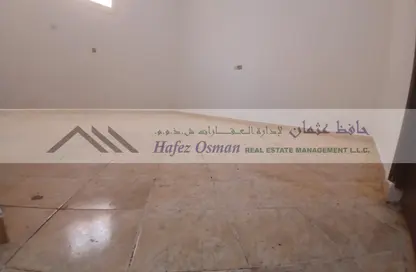 حافظ عثمان لإدارة العقارات ش.ذ.م.م
Hafez Osman REAL ESTATE MANAGEMENT L.L.C.